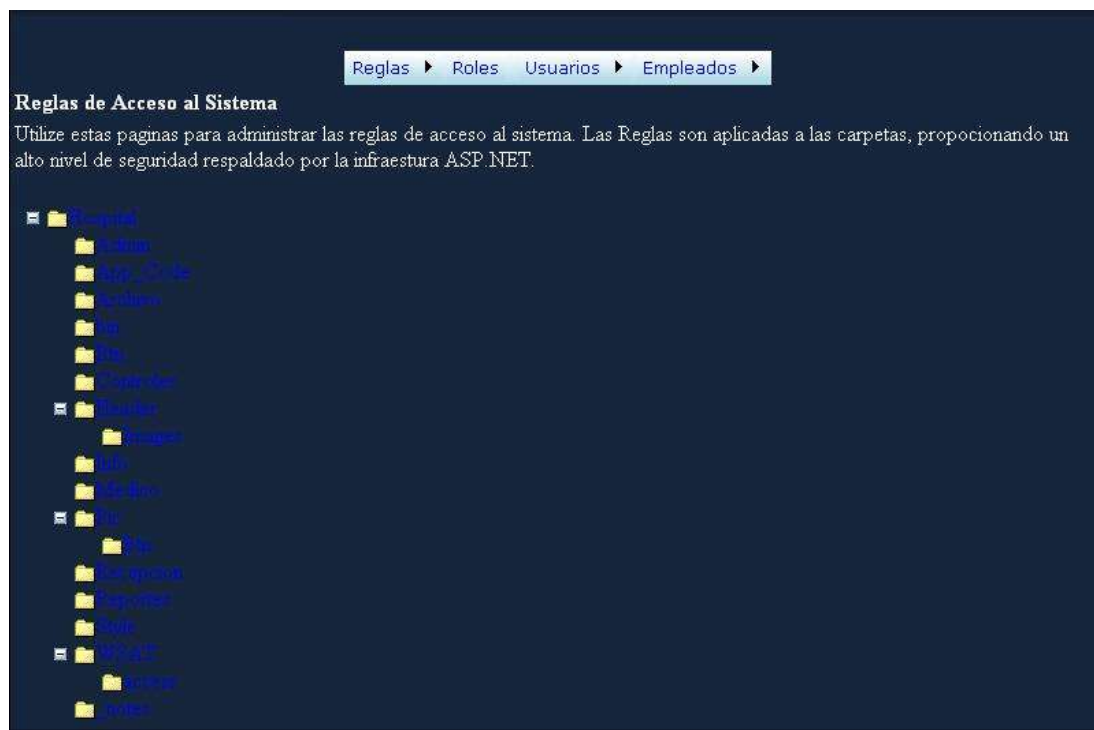 Reglas Roles Usuarios Empleados
Reglas de Acceso al Sistema
Utilize estas paginas para administrar las reglas de acceso al sistema. Las Reglas son aplicadas a las carpetas, propocionando un
alto nivel de seguridad respaldado por la infraestura ASP.NET.
Hospital
Admin
App_Code
Archivo
bin
Btn
Controles
Header
Images
Info
Medico
Pic
Btn
Recepcion
Reportes
Style
WSAT
access
_notes